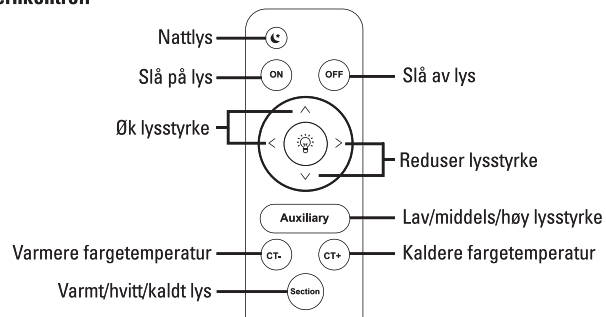 Nattlys
Slå på lys
ON
OFF
Slå av lys
Øk lysstyrke
Reduser lysstyrke
Auxiliary
Lav/middels/høy lysstyrke
Varmere fargetemperatur
CT-
CT+
Kaldere fargetemperatur
Varmt/hvitt/kaldt lys
Section